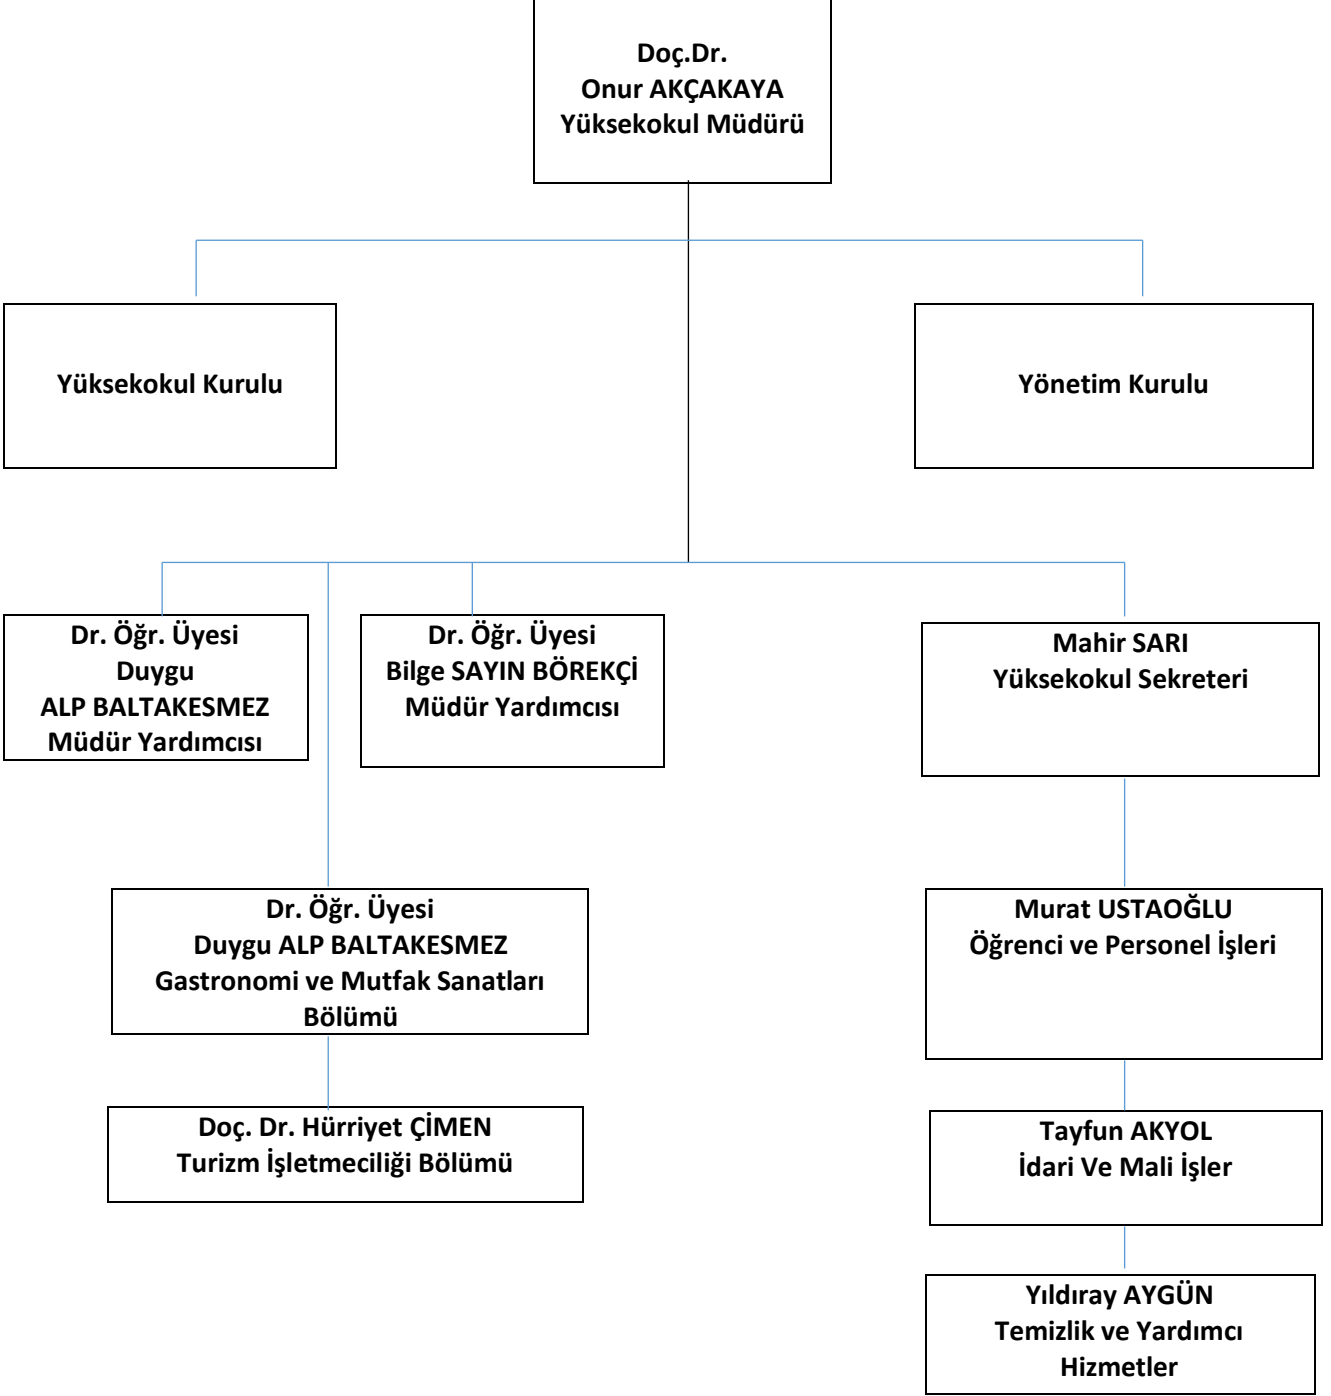 Doç.Dr.
Onur AKÇAKAYA
Yüksekokul Müdürü
Yüksekokul Kurulu
Yönetim Kurulu
Dr. Öğr. Üyesi
Duygu
ALP BALTAKESMEZ
Müdür Yardımcısı
Dr. Öğr. Üyesi
Bilge SAYIN BÖREKÇİ
Müdür Yardımcısı
Mahir SARI
Yüksekokul Sekreteri
Dr. Öğr. Üyesi
Duygu ALP BALTAKESMEZ
Gastronomi ve Mutfak Sanatları
Bölümü
Murat USTAOĞLU
Öğrenci ve Personel İşleri
Doç. Dr. Hürriyet ÇİMEN
Turizm İşletmeciliği Bölümü
Tayfun AKYOL
İdari Ve Mali İşler
Yıldıray AYGÜN
Temizlik ve Yardımcı
Hizmetler